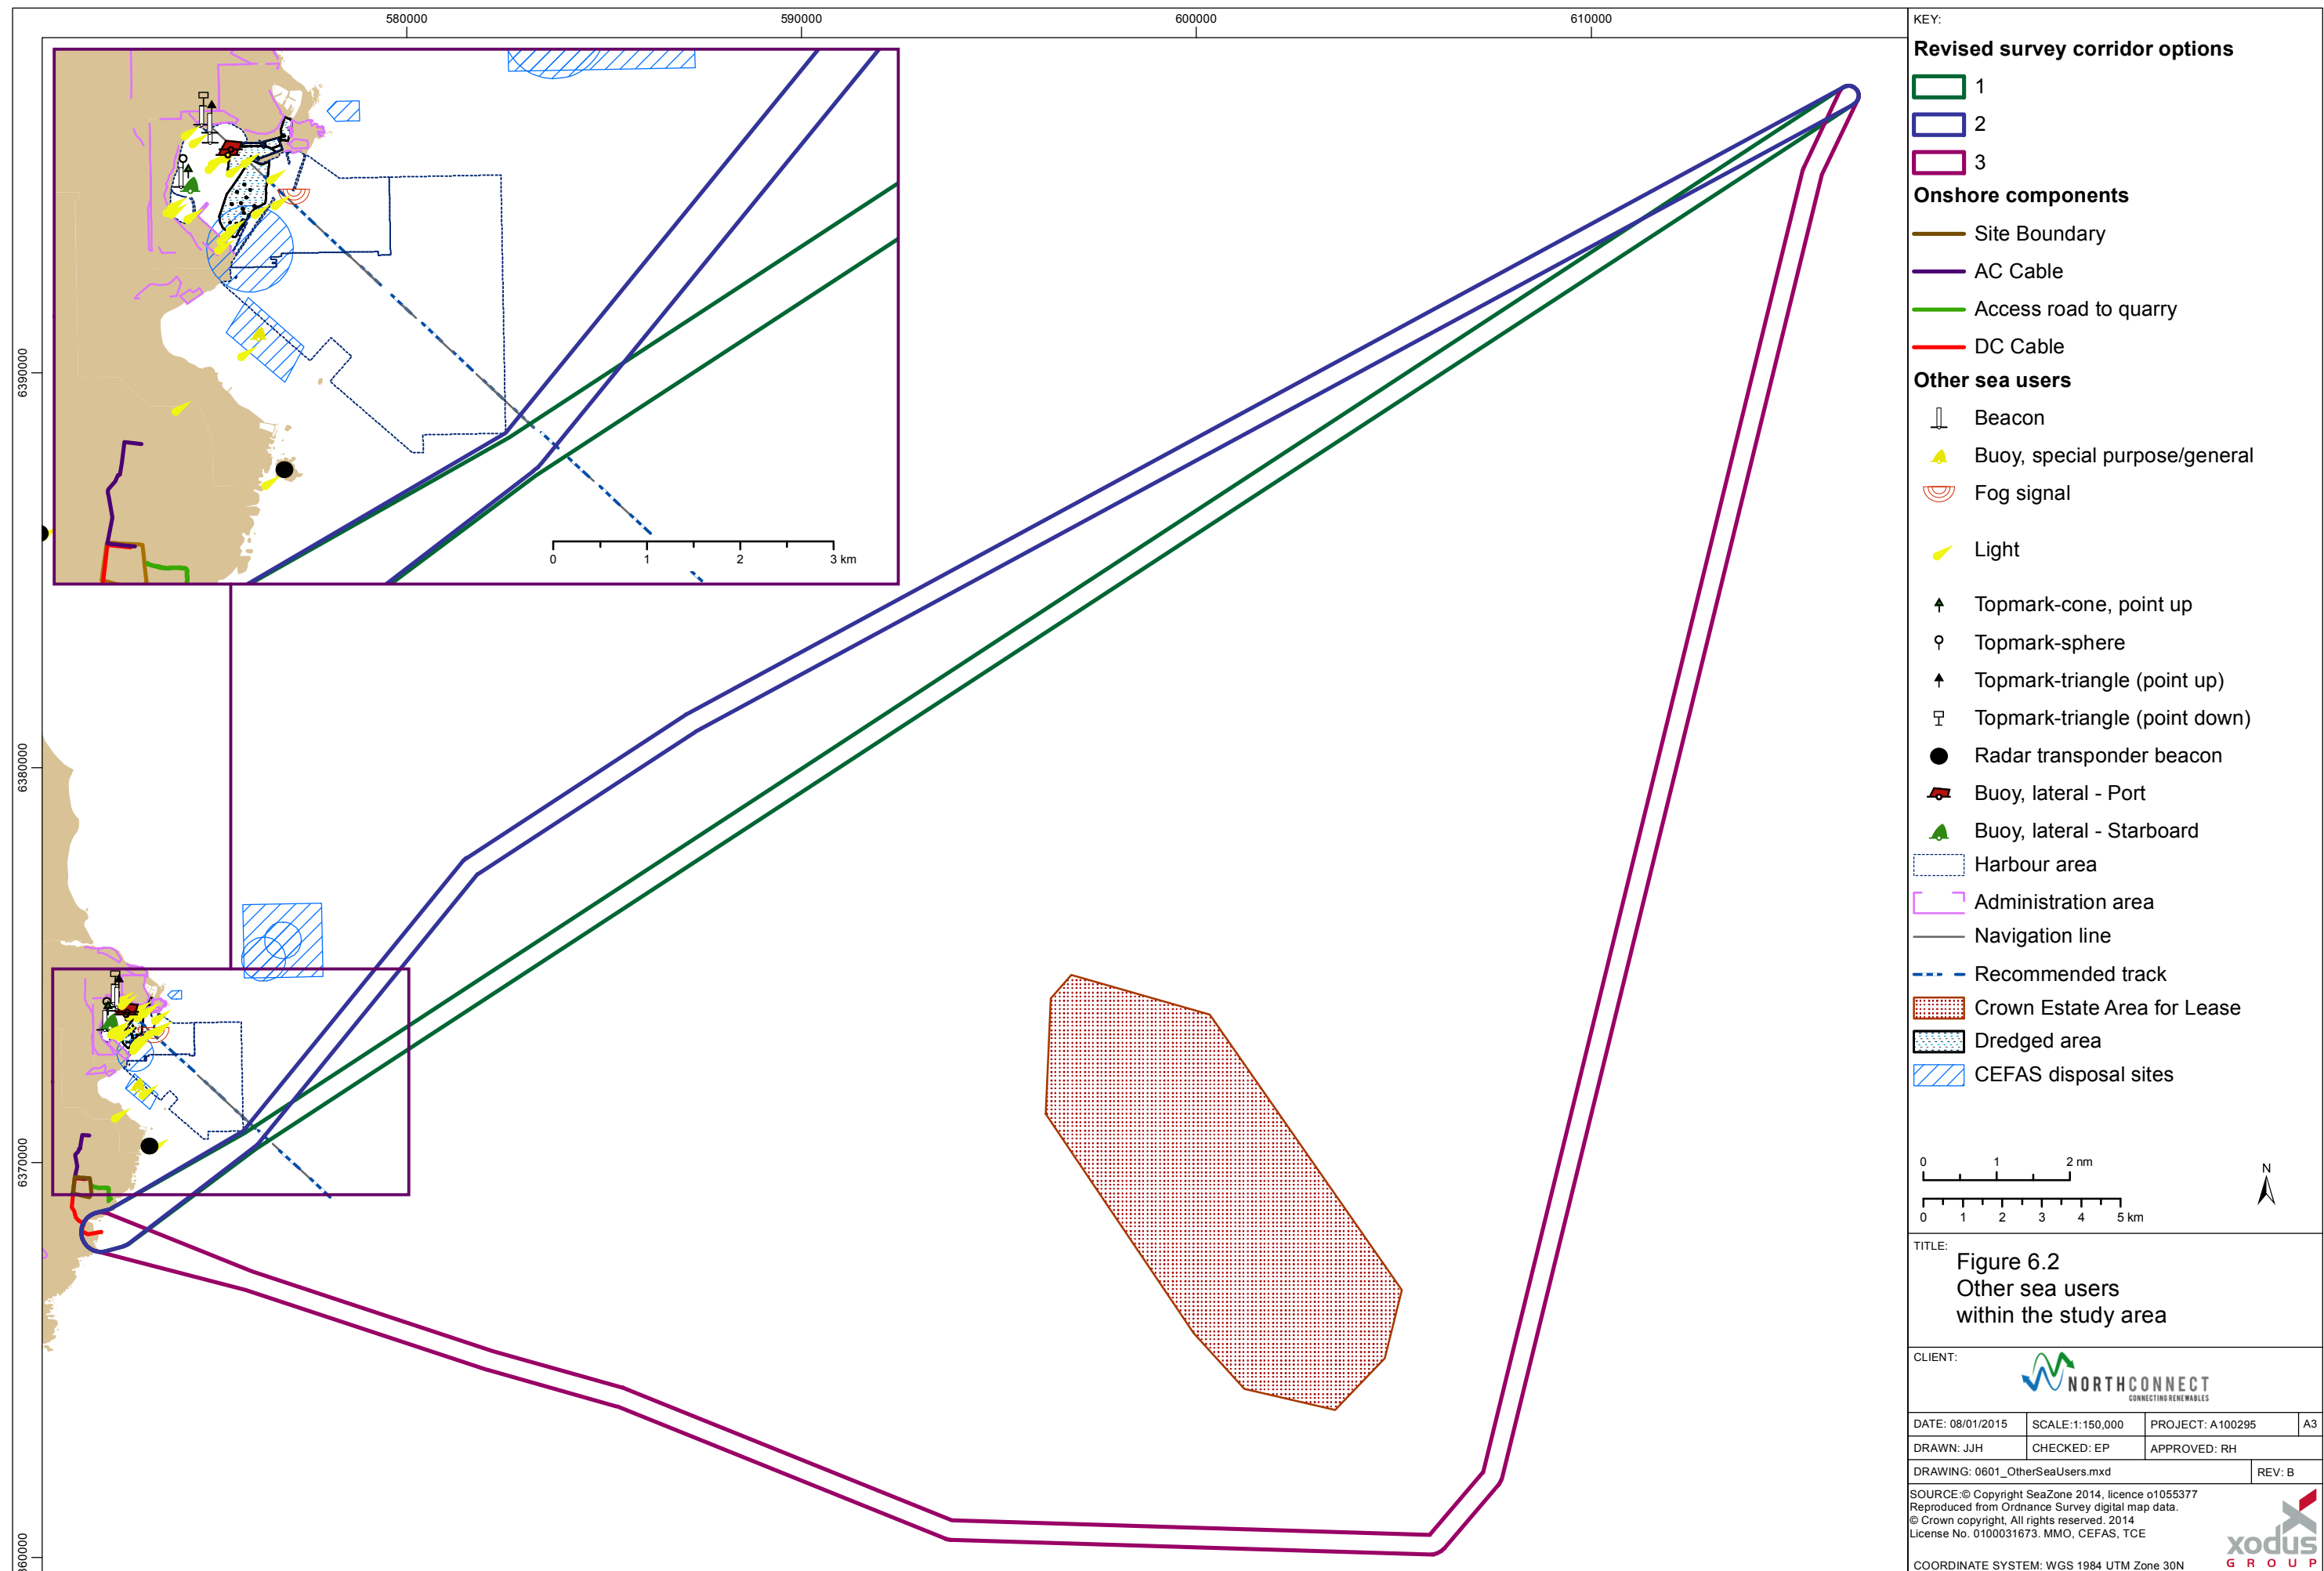 580000
590000
600000
610000
6390000
6380000
6370000
0 1 2 3 km
KEY:
Revised survey corridor options
1
2
3
Onshore components
Site Boundary
AC Cable
Access road to quarry
DC Cable
Other sea users
Beacon
Buoy, special purpose/general
Fog signal
Light
Topmark-cone, point up
Topmark-sphere
Topmark-triangle (point up)
Topmark-triangle (point down)
Radar transponder beacon
Buoy, lateral - Port
Buoy, lateral - Starboard
Harbour area
Administration area
Navigation line
Recommended track
Crown Estate Area for Lease
Dredged area
CEFAS disposal sites
0 1 2 nm
N
0 1 2 3 4 5 km
TITLE:
Figure 6.2
Other sea users
within the study area
CLIENT:
NORTHCONNECT
CONNECTING RENEWABLES
DATE: 08/01/2015 SCALE:1:150,000 PROJECT: A100295 A3
DRAWN: JJH CHECKED: EP APPROVED: RH
DRAWING: 0601_OtherSeaUsers.mxd REV: B
SOURCE:© Copyright SeaZone 2014, licence o1055377
Reproduced from Ordnance Survey digital map data.
© Crown copyright, All rights reserved. 2014
License No. 0100031673. MMO, CEFAS, TCE
COORDINATE SYSTEM: WGS 1984 UTM Zone 30N
xodus
GROUP